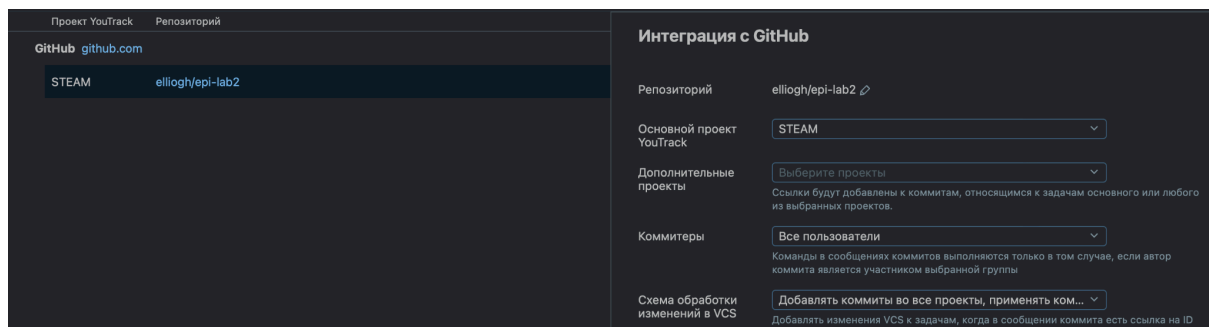 Проект YouTrack Репозиторий
GitHub github.com
STEAM elliogh/epi-lab2
Интеграция с GitHub
Репозиторий elliogh/epi-lab2
Основной проект YouTrack STEAM
Дополнительные проекты Выберите проекты
Ссылки будут добавлены к коммитам, относящимся к задачам основного или любого
из выбранных проектов.
Коммитеры Все пользователи
Команды в сообщениях коммитов выполняются только в том случае, если автор
коммита является участником выбранной группы
Схема обработки изменений в VCS Добавлять коммиты во все проекты, применять ком...
Добавлять изменения VCS к задачам, когда в сообщении коммита есть ссылка на ID